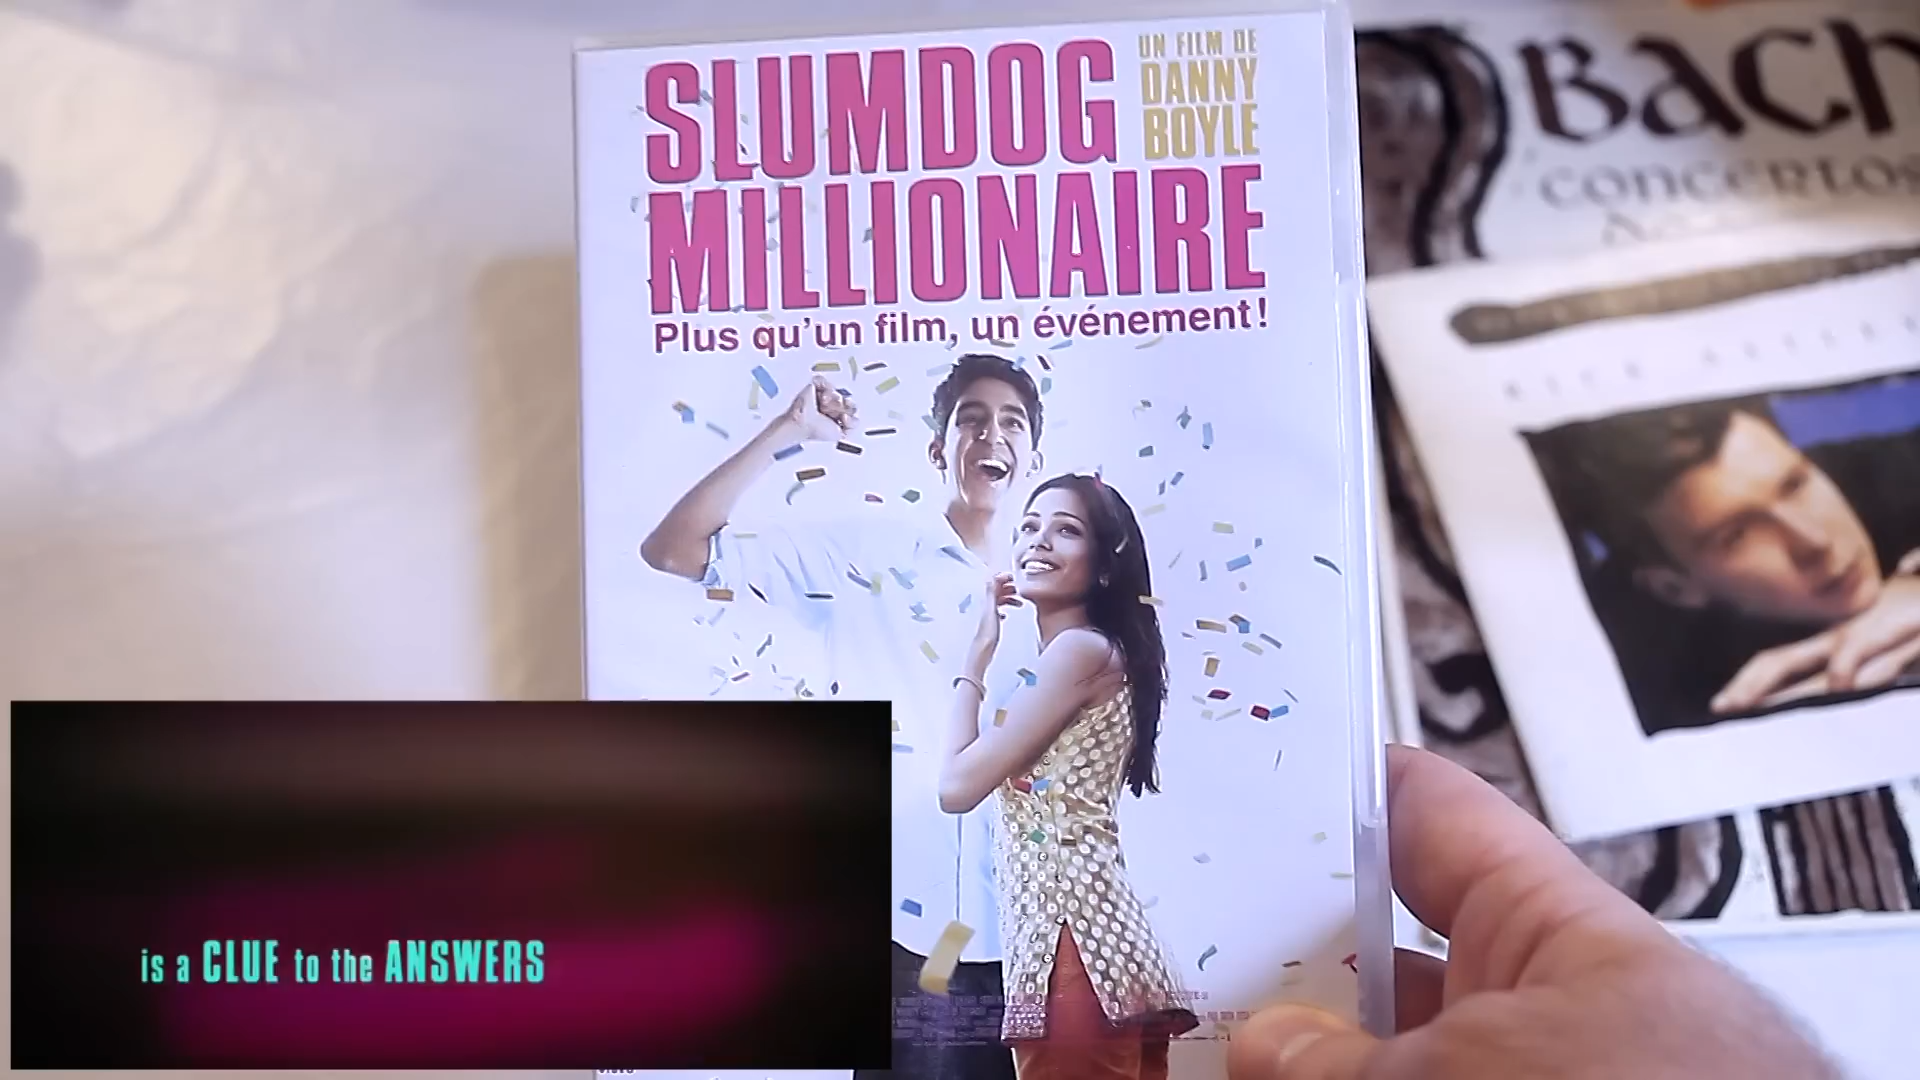 SLUMDOG
MILLIONAIRE
UN FILM DE
DANNY
BOYLE
Plus qu'un film, un événement!
BACH
concertos
is a CLUE to the ANSWERS